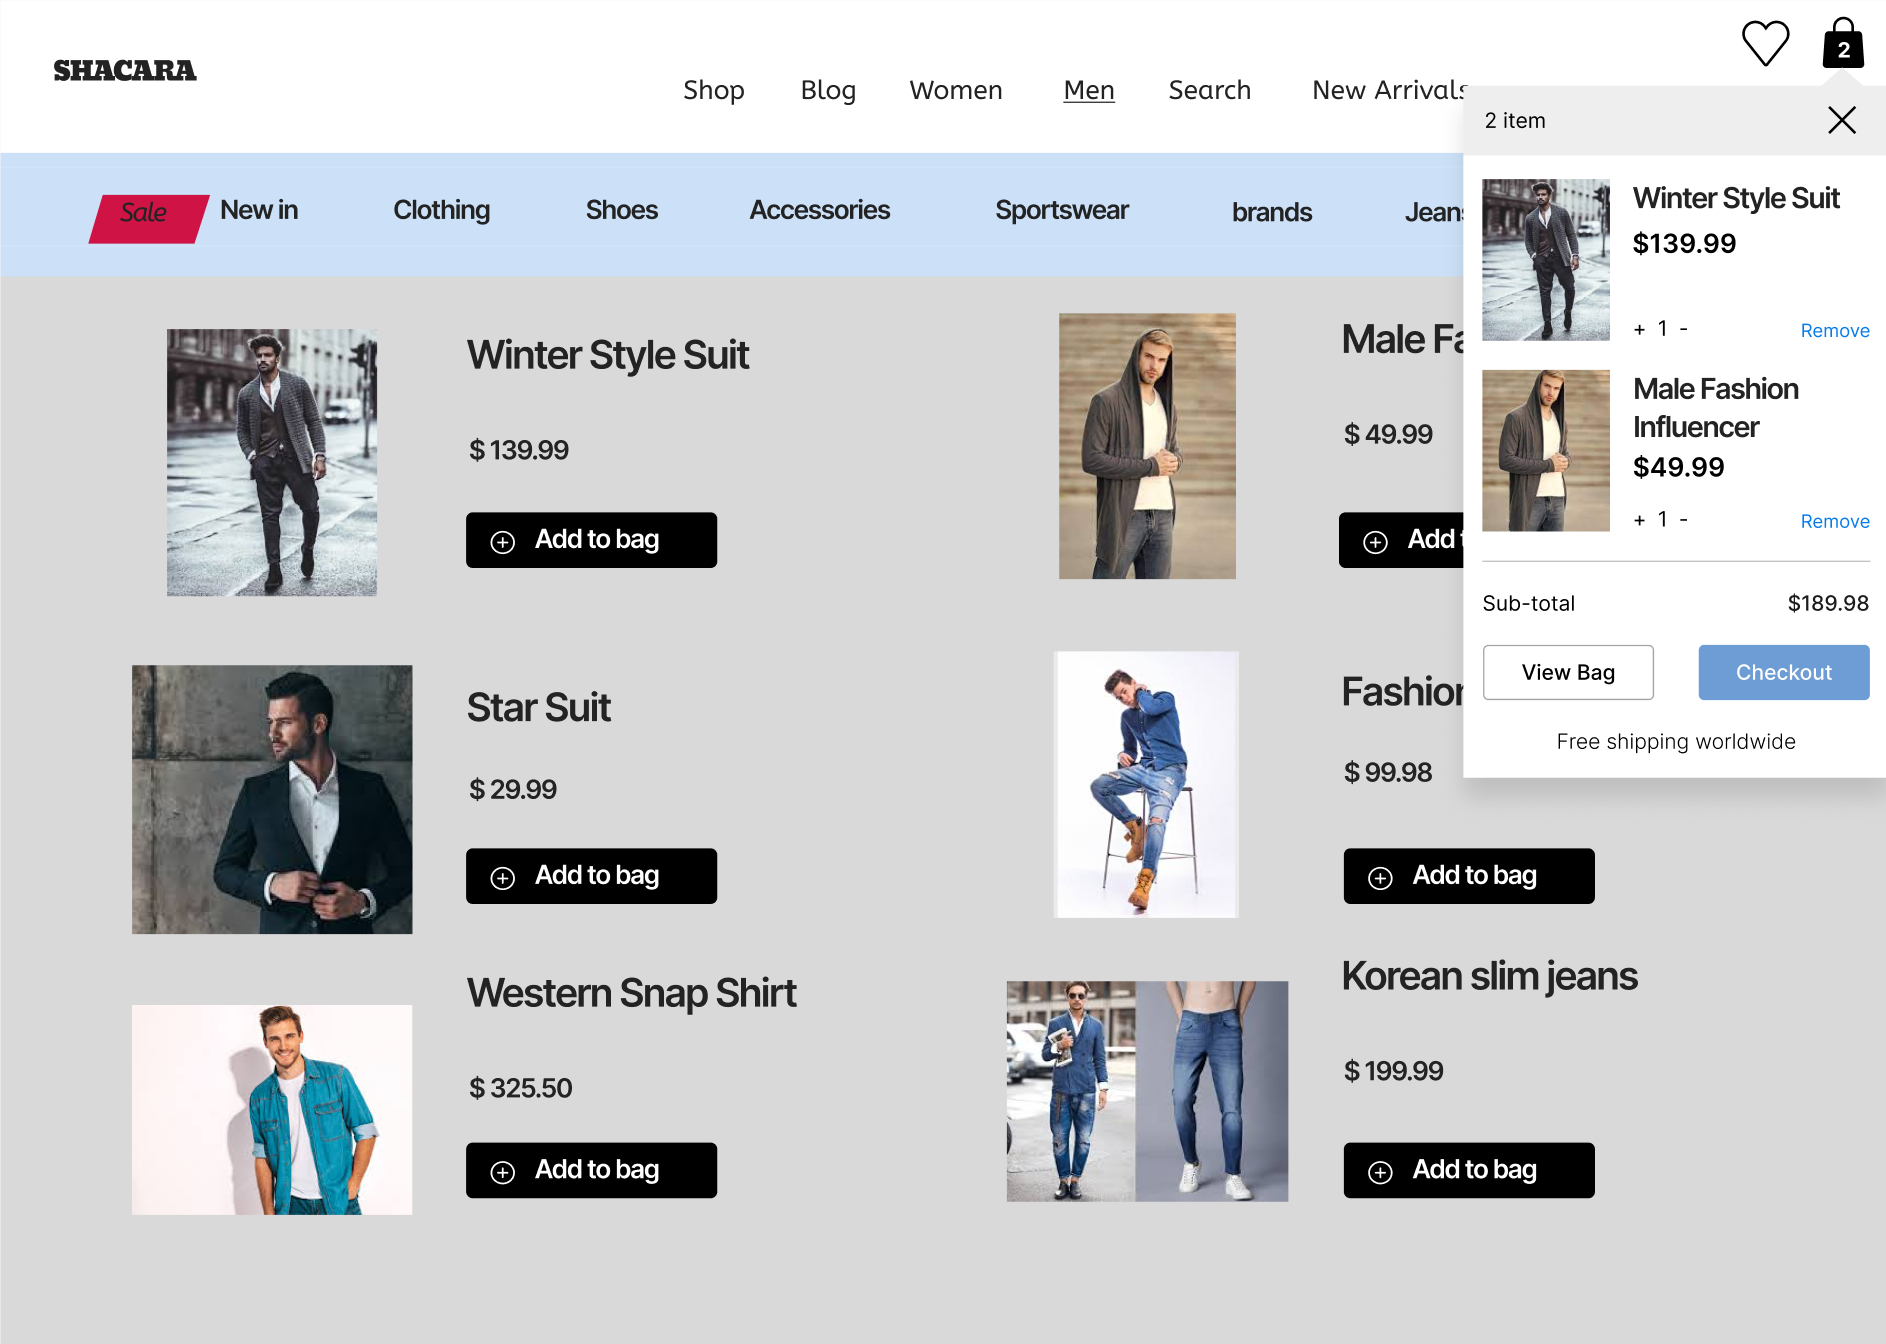 SHACARA
Shop
Blog
Women
Men
Search
New Arrivals
2
2 item
Sale
New in
Clothing
Shoes
Accessories
Sportswear
brands
Jeans
Winter Style Suit
$139.99
+ 1 -
Remove
Male Fashion
Influencer
$49.99
+ 1 -
Remove
Sub-total
$189.98
View Bag
Checkout
Free shipping worldwide
Winter Style Suit
$ 139.99
Add to bag
Male Fa
$ 49.99
Add t
Star Suit
$ 29.99
Add to bag
Fashion
$ 99.98
Add to bag
Western Snap Shirt
$ 325.50
Add to bag
Korean slim jeans
$ 199.99
Add to bag